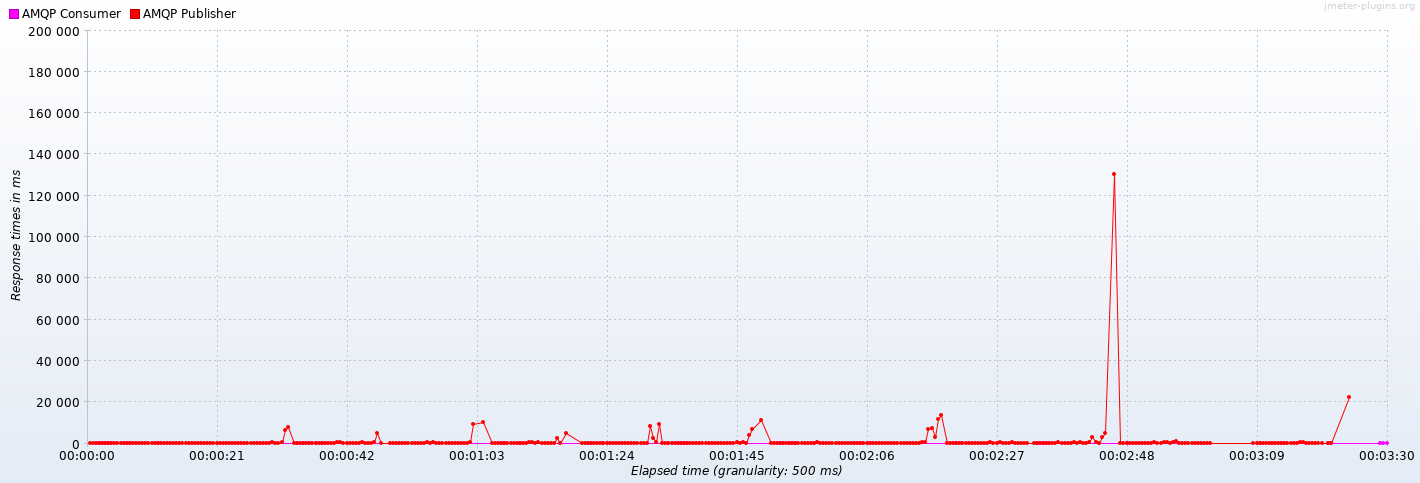 AMQP Consumer AMQP Publisher
jmeter-plugins.org
200 000
180 000
160 000
140 000
120 000
100 000
80 000
60 000
40 000
20 000
0
Response times in ms
00:00:00 00:00:21 00:00:42 00:01:03 00:01:24 00:01:45 00:02:06 00:02:27 00:02:48 00:03:09 00:03:30
Elapsed time (granularity: 500 ms)